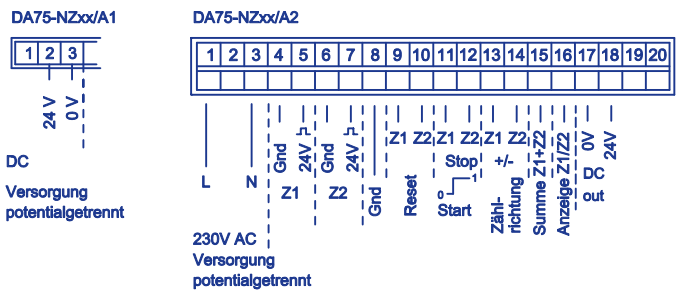 DA75-NZxx/A1
1 2 3
24 V
0 V
DC
Versorgung
potentialgetrennt
DA75-NZxx/A2
1 2 3 4 5 6 7 8 9 10 11 12 13 14 15 16 17 18 19 20
L
N
230V AC
Versorgung
potentialgetrennt
Gnd
24V
Z1
Gnd
24V
Z2
Gnd
Z1 Z2
Reset
Z1 Z2
Stop
0 1
Start
Z1 Z2
+/-
Zähl-
richtung
Summe Z1+Z2
Anzeige Z1/Z2
0V
24V
DC
out